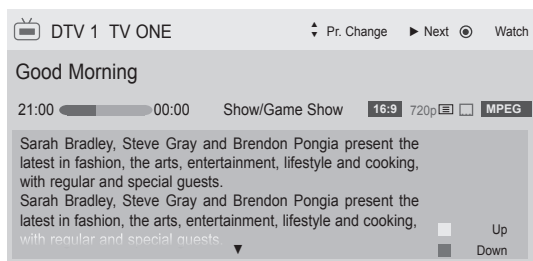 DTV 1 TV ONE Pr. Change Next Watch
Good Morning
21:00 00:00 Show/Game Show 16:9 720p MPEG
Sarah Bradley, Steve Gray and Brendon Pongia present the
latest in fashion, the arts, entertainment, lifestyle and cooking,
with regular and special guests.
Sarah Bradley, Steve Gray and Brendon Pongia present the
latest in fashion, the arts, entertainment, lifestyle and cooking,
with regular and special guests.
Up
Down